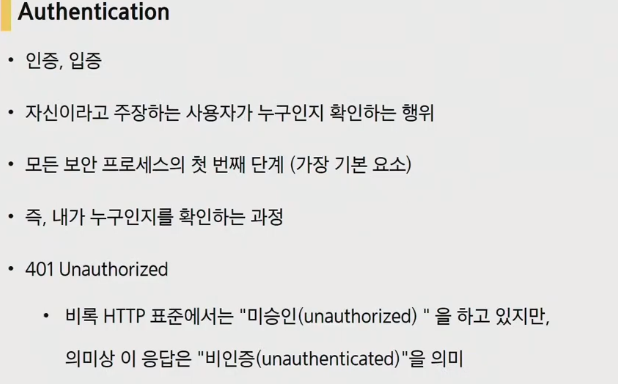 Authentication
• 인증, 입증
• 자신이라고 주장하는 사용자가 누구인지 확인하는 행위
• 모든 보안 프로세스의 첫 번째 단계 (가장 기본 요소)
• 즉, 내가 누구인지를 확인하는 과정
• 401 Unauthorized
• 비록 HTTP 표준에서는 "미승인(unauthorized) " 을 하고 있지만,
의미상 이 응답은 "비인증(unauthenticated)"을 의미